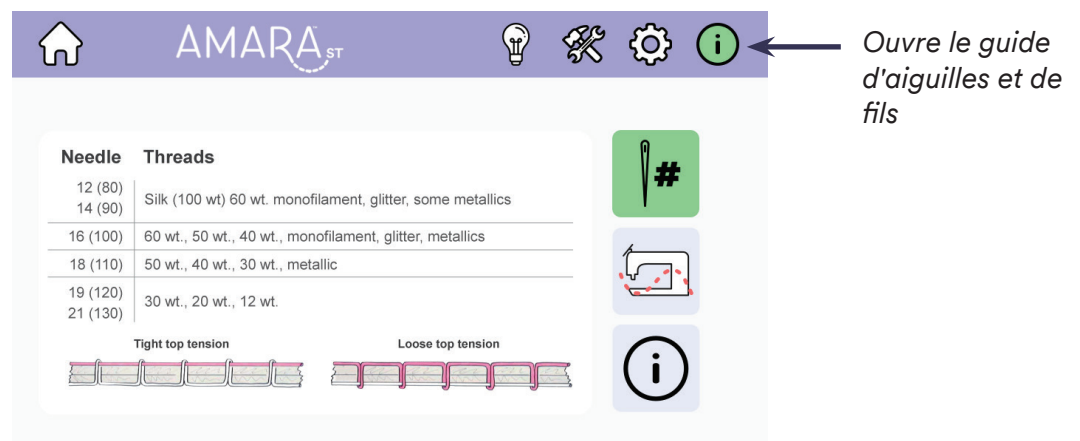 AMARA™ ST
Ouvre le guide
d'aiguilles et de
fils
Needle Threads
12 (80)
14 (90)
Silk (100 wt) 60 wt. monofilament, glitter, some metallics
16 (100) 60 wt., 50 wt., 40 wt., monofilament, glitter, metallics
18 (110) 50 wt., 40 wt., 30 wt., metallic
19 (120)
21 (130)
30 wt., 20 wt., 12 wt.
Tight top tension Loose top tension
#